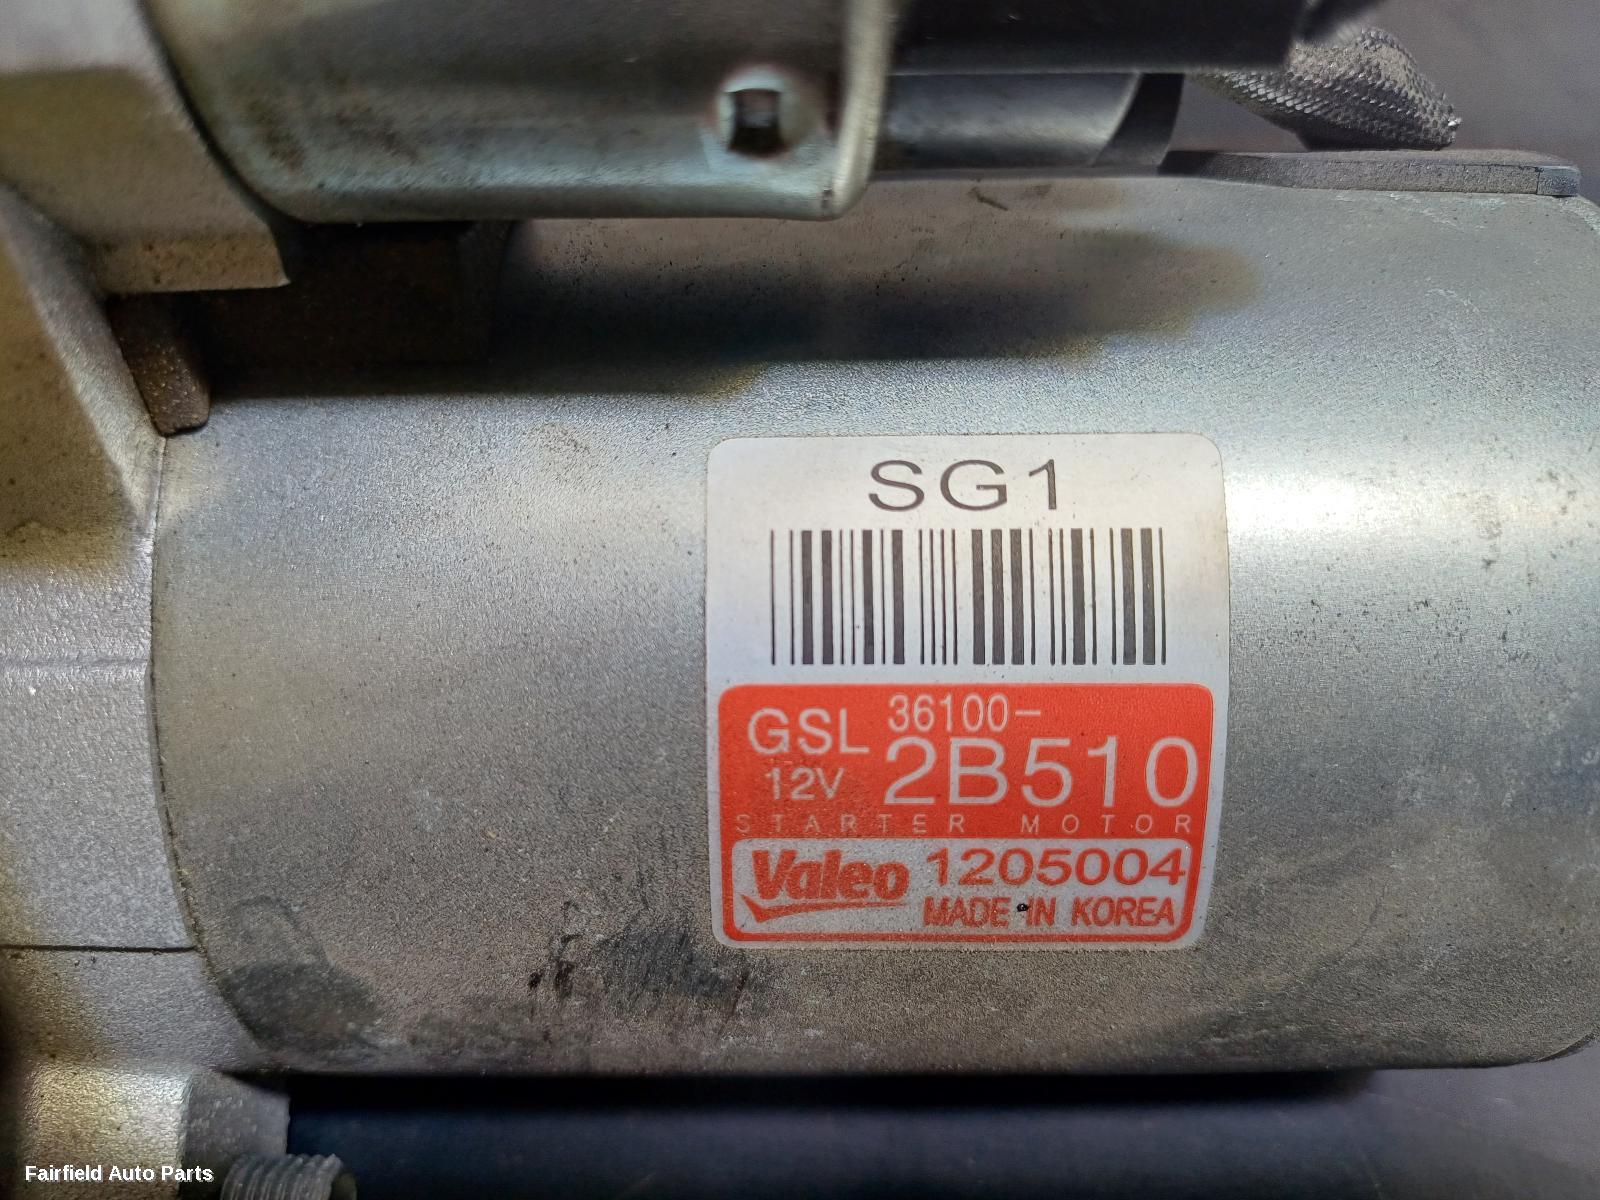 SG1
GSL 36100-
12V 2B510
STARTER MOTOR
Valeo 1205004
MADE IN KOREA
Fairfield Auto Parts